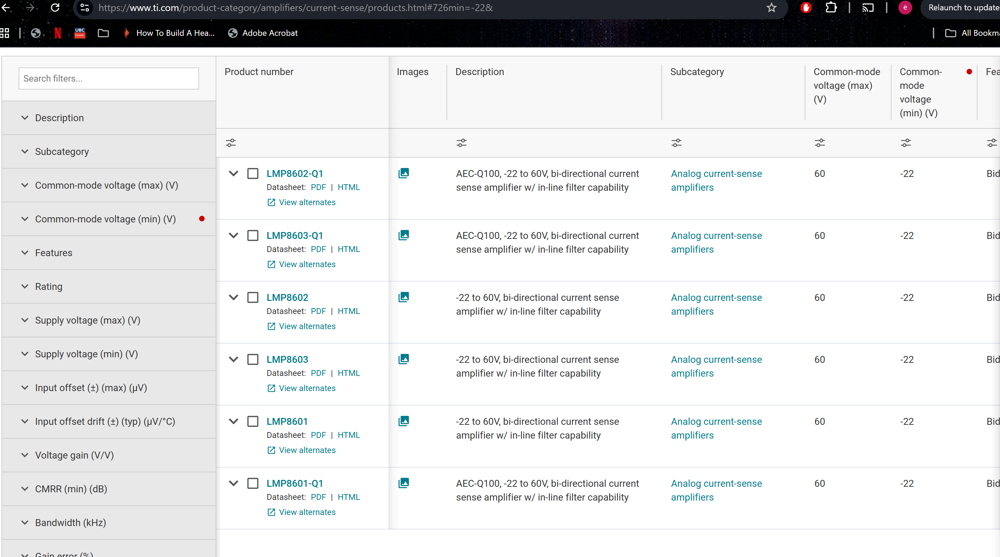 https://www.ti.com/product-category/amplifiers/current-sense/products.html#726min=-22&
e
Relaunch to update
UBC
Canvas
How To Build A Hea...
Adobe Acrobat
All Bookma
Search filters...
Description
Subcategory
Common-mode voltage (max) (V)
Common-mode voltage (min) (V)
Features
Rating
Supply voltage (max) (V)
Supply voltage (min) (V)
Input offset (±) (max) (µV)
Input offset drift (±) (typ) (µV/°C)
Voltage gain (V/V)
CMRR (min) (dB)
Bandwidth (kHz)
Gain error (%)
Product number
Images
Description
Subcategory
Common-mode
voltage (max)
(V)
Common-
mode
voltage
(min) (V)
Fea
LMP8602-Q1
Datasheet: PDF | HTML
View alternates
AEC-Q100, -22 to 60V, bi-directional current
sense amplifier w/ in-line filter capability
Analog current-sense
amplifiers
60
-22
Bid
LMP8603-Q1
Datasheet: PDF | HTML
View alternates
AEC-Q100, -22 to 60V, bi-directional current
sense amplifier w/ in-line filter capability
Analog current-sense
amplifiers
60
-22
Bid
LMP8602
Datasheet: PDF | HTML
View alternates
-22 to 60V, bi-directional current sense
amplifier w/ in-line filter capability
Analog current-sense
amplifiers
60
-22
Bid
LMP8603
Datasheet: PDF | HTML
View alternates
-22 to 60V, bi-directional current sense
amplifier w/ in-line filter capability
Analog current-sense
amplifiers
60
-22
Bid
LMP8601
Datasheet: PDF | HTML
View alternates
-22 to 60V, bi-directional current sense
amplifier w/ in-line filter capability
Analog current-sense
amplifiers
60
-22
Bid
LMP8601-Q1
Datasheet: PDF | HTML
View alternates
AEC-Q100, -22 to 60V, bi-directional current
sense amplifier w/ in-line filter capability
Analog current-sense
amplifiers
60
-22
Bid